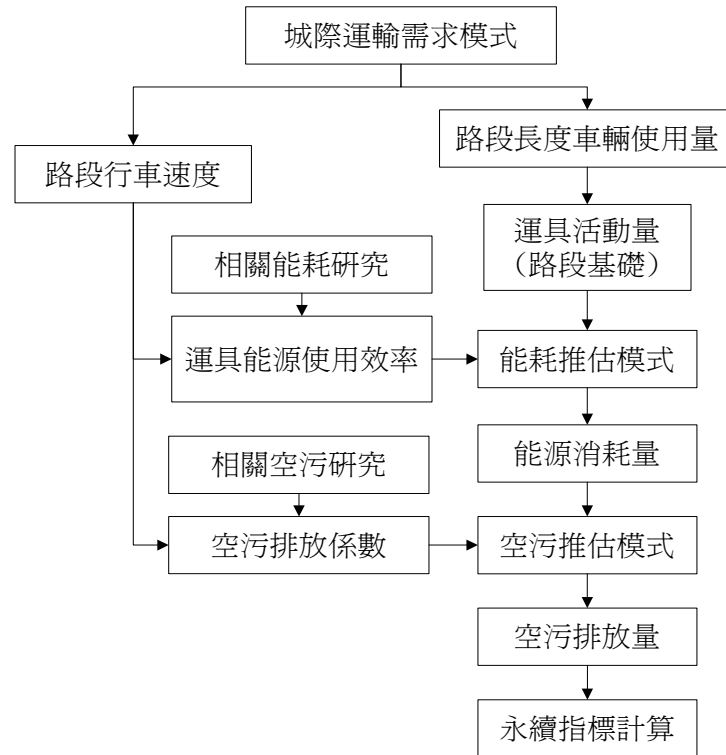 城際運輸需求模式
路段長度車輛使用量
路段行車速度
運具活動量
（路段基礎）
相關能耗研究
運具能源使用效率
能耗推估模式
相關空污研究
能源消耗量
空污排放係數
空污推估模式
空污排放量
永續指標計算